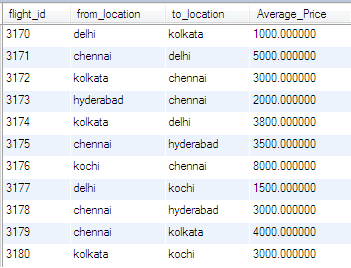 flight_id from_location to_location Average_Price
3170 delhi kolkata 1000.000000
3171 chennai delhi 5000.000000
3172 kolkata chennai 3000.000000
3173 hyderabad chennai 2000.000000
3174 kolkata delhi 3800.000000
3175 chennai hyderabad 3500.000000
3176 kochi chennai 8000.000000
3177 delhi kochi 1500.000000
3178 chennai hyderabad 3000.000000
3179 chennai kolkata 4000.000000
3180 kolkata kochi 3000.000000